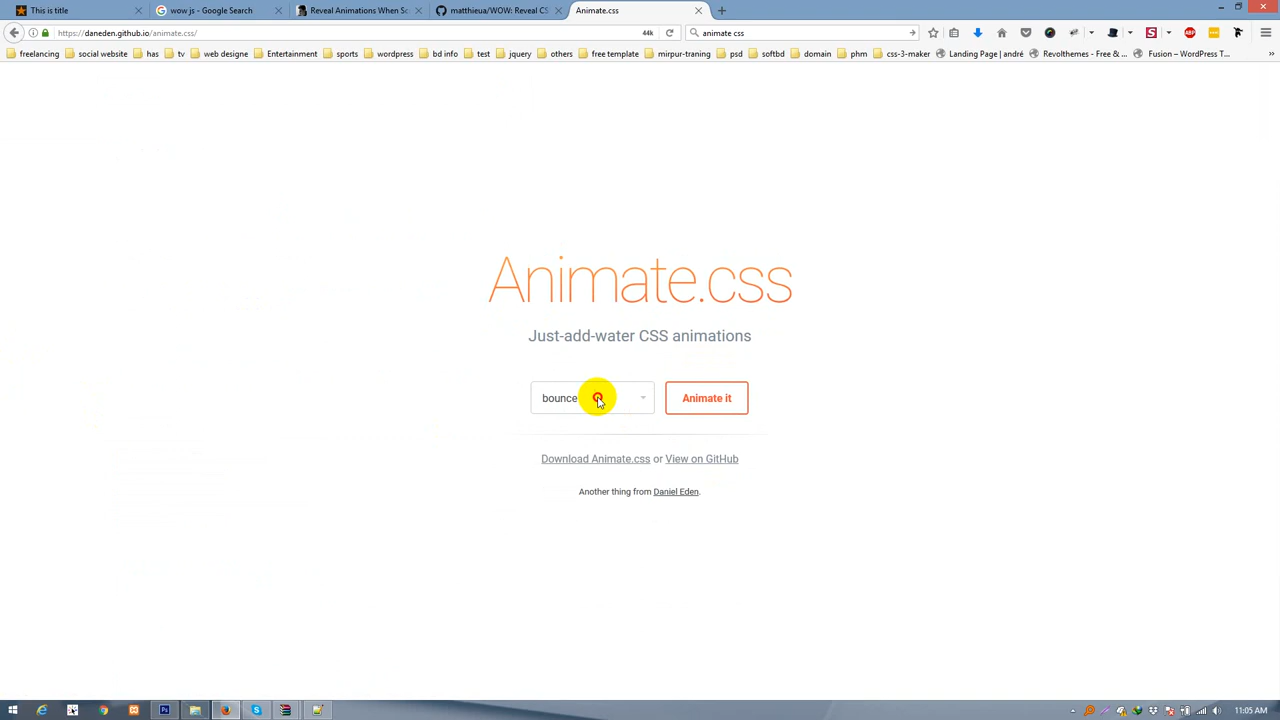 This is title
wow js - Google Search
Reveal Animations When Sc
matthieua/WOW: Reveal CS
Animate.css
https://daneden.github.io/animate.css/
44k
animate css
freelancing
social website
has
tv
web designe
Entertainment
sports
wordpress
bd info
test
jquery
others
free template
mirpur-traning
psd
softbd
domain
phm
css-3-maker
Landing Page | andré
Revolthemes - Free & ...
Fusion – WordPress T...
Animate.css
Just-add-water CSS animations
bounce
Animate it
Download Animate.css or View on GitHub
Another thing from Daniel Eden.
11:05 AM